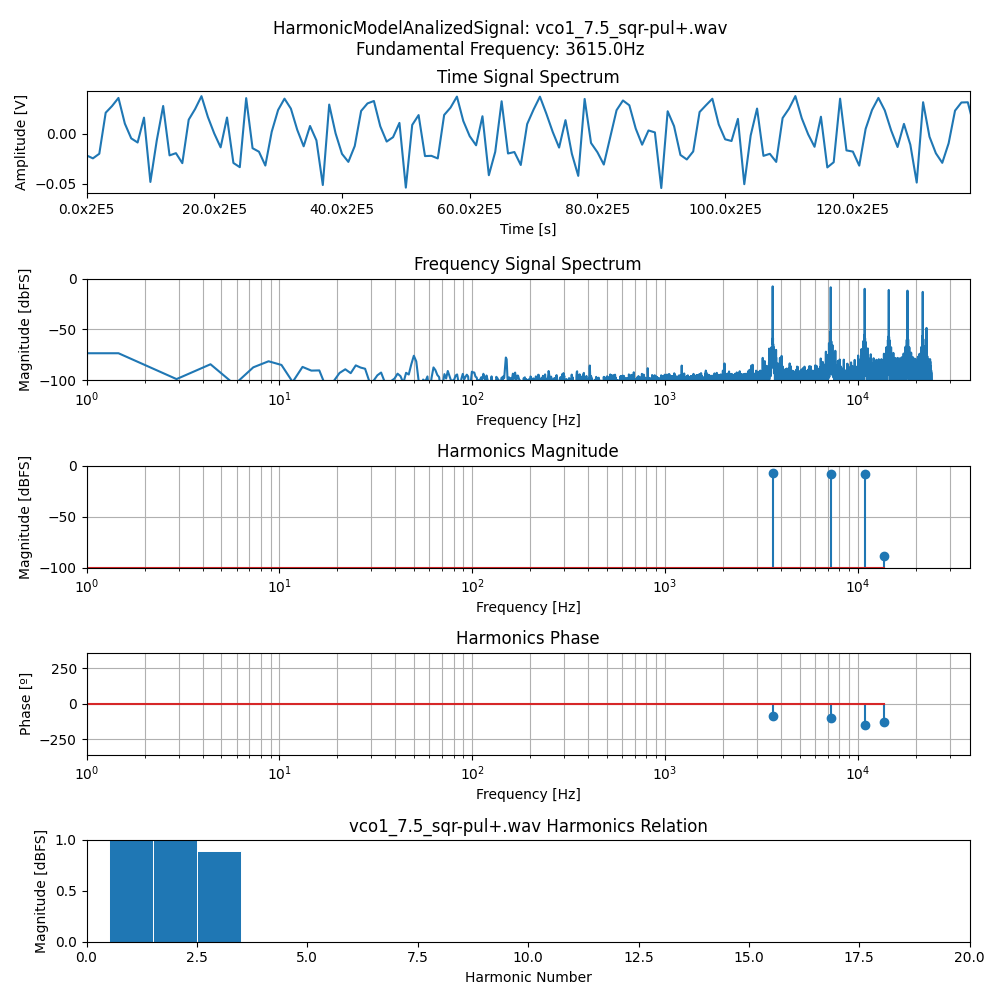 HarmonicModelAnalizedSignal: vco1_7.5_sqr-pul+.wav
Fundamental Frequency: 3615.0Hz
Time Signal Spectrum
Amplitude [V]
0.00
−0.05
0.0x2E5 20.0x2E5 40.0x2E5 60.0x2E5 80.0x2E5 100.0x2E5 120.0x2E5
Time [s]
Frequency Signal Spectrum
Magnitude [dbFS]
0
−50
−100
10^0 10^1 10^2 10^3 10^4
Frequency [Hz]
Harmonics Magnitude
Magnitude [dBFS]
0
−50
−100
10^0 10^1 10^2 10^3 10^4
Frequency [Hz]
Harmonics Phase
Phase [º]
250
0
−250
10^0 10^1 10^2 10^3 10^4
Frequency [Hz]
vco1_7.5_sqr-pul+.wav Harmonics Relation
Magnitude [dBFS]
1.0
0.5
0.0
0.0 2.5 5.0 7.5 10.0 12.5 15.0 17.5 20.0
Harmonic Number